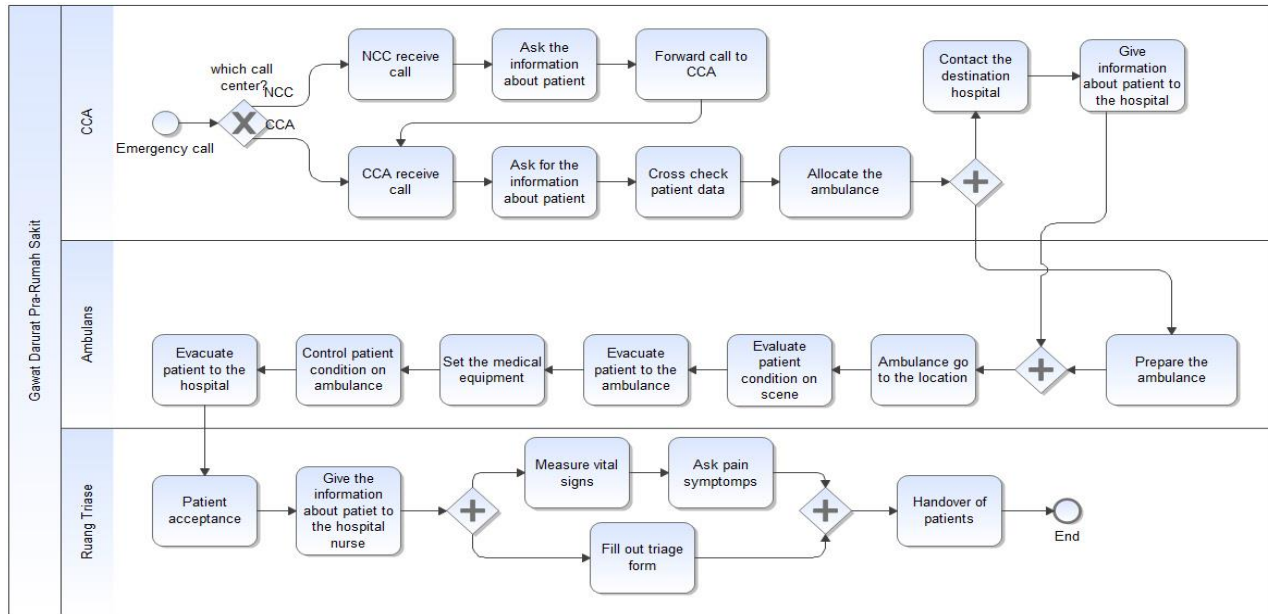 Gawat Darurat Pra-Rumah Sakit
CCA
Emergency call
which call
center?
NCC
CCA
NCC receive
call
Ask the
information
about patient
Forward call to
CCA
CCA receive
call
Ask for the
information
about patient
Cross check
patient data
Allocate the
ambulance
Contact the
destination
hospital
Give
information
about patient to
the hospital
Ambulans
Evacuate
patient to the
hospital
Control patient
condition on
ambulance
Set the medical
equipment
Evacuate
patient to the
ambulance
Evaluate
patient
condition on
scene
Ambulance go
to the location
Prepare the
ambulance
Ruang Triase
Patient
acceptance
Give the
information
about patiet to
the hospital
nurse
Measure vital
signs
Ask pain
symptomps
Fill out triage
form
Handover of
patients
End